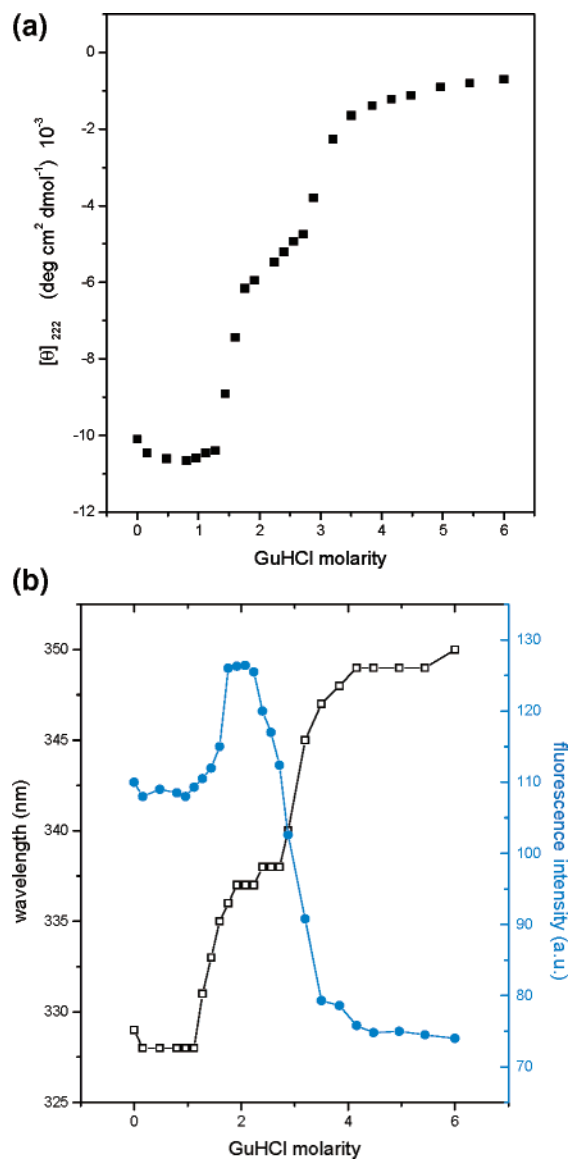 (a)
0
-2
-4
-6
-8
-10
-12
[θ]222 (deg cm2 dmol-1) 10-3
0 1 2 3 4 5 6
GuHCl molarity
(b)
350
345
340
335
330
325
wavelength (nm)
130
120
110
100
90
80
70
fluorescence intensity (a.u.)
0 2 4 6
GuHCl molarity